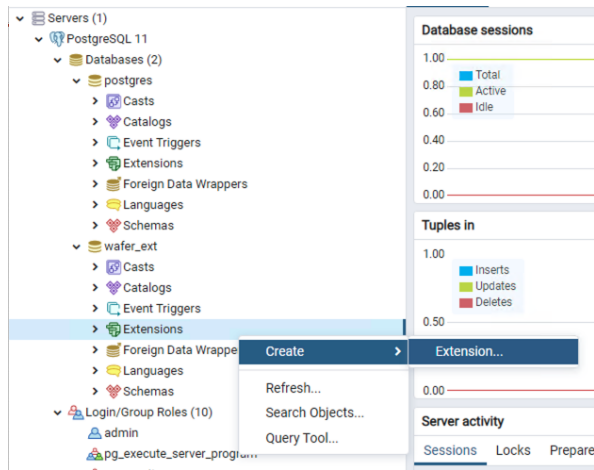 Servers (1)
PostgreSQL 11
Databases (2)
postgres
Casts
Catalogs
Event Triggers
Extensions
Foreign Data Wrappers
Languages
Schemas
wafer_ext
Casts
Catalogs
Event Triggers
Extensions
Foreign Data Wrappe
Languages
Schemas
Login/Group Roles (10)
admin
pg_execute_server_program
Create
Extension...
Refresh...
Search Objects...
Query Tool...
Database sessions
1.00
Total
0.80
Active
0.60
Idle
0.40
0.20
0.00
Tuples in
1.00
Inserts
Updates
Deletes
0.50
0.00
Server activity
Sessions Locks Prepare